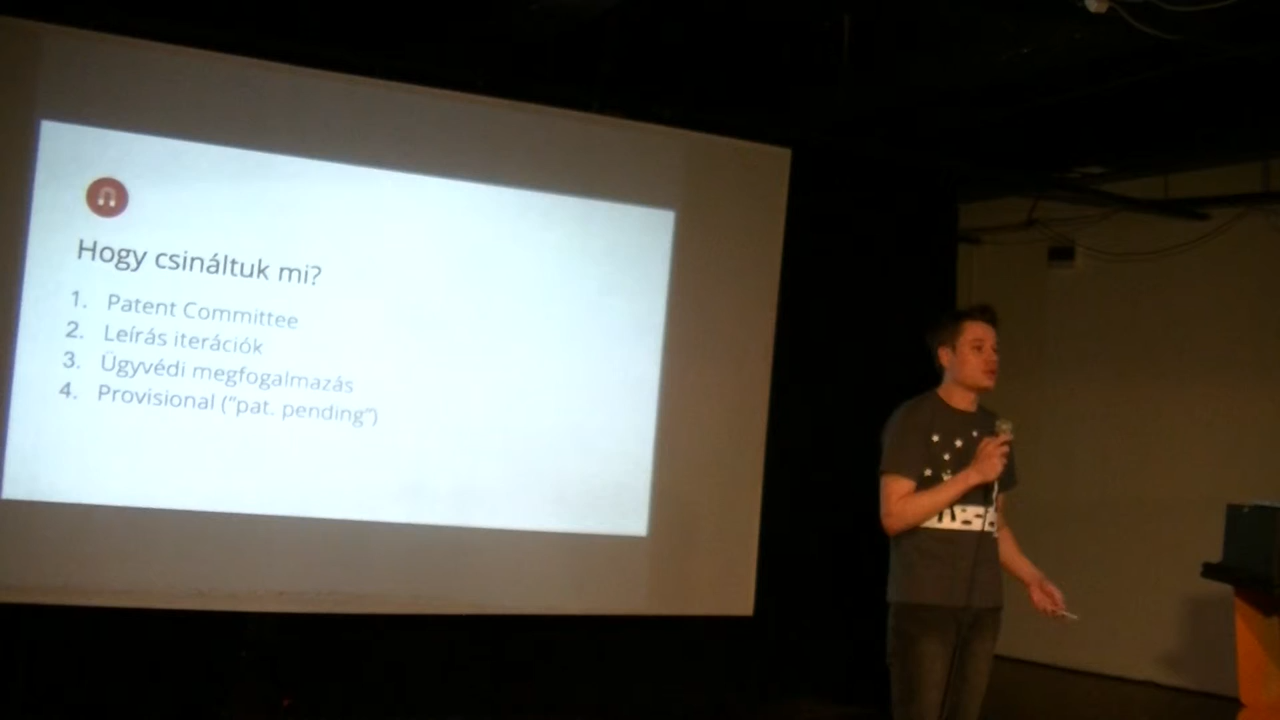 Hogy csináltuk mi?
1. Patent Committee
2. Leírás iterációk
3. Ügyvédi megfogalmazás
4. Provisional (“pat. pending”)